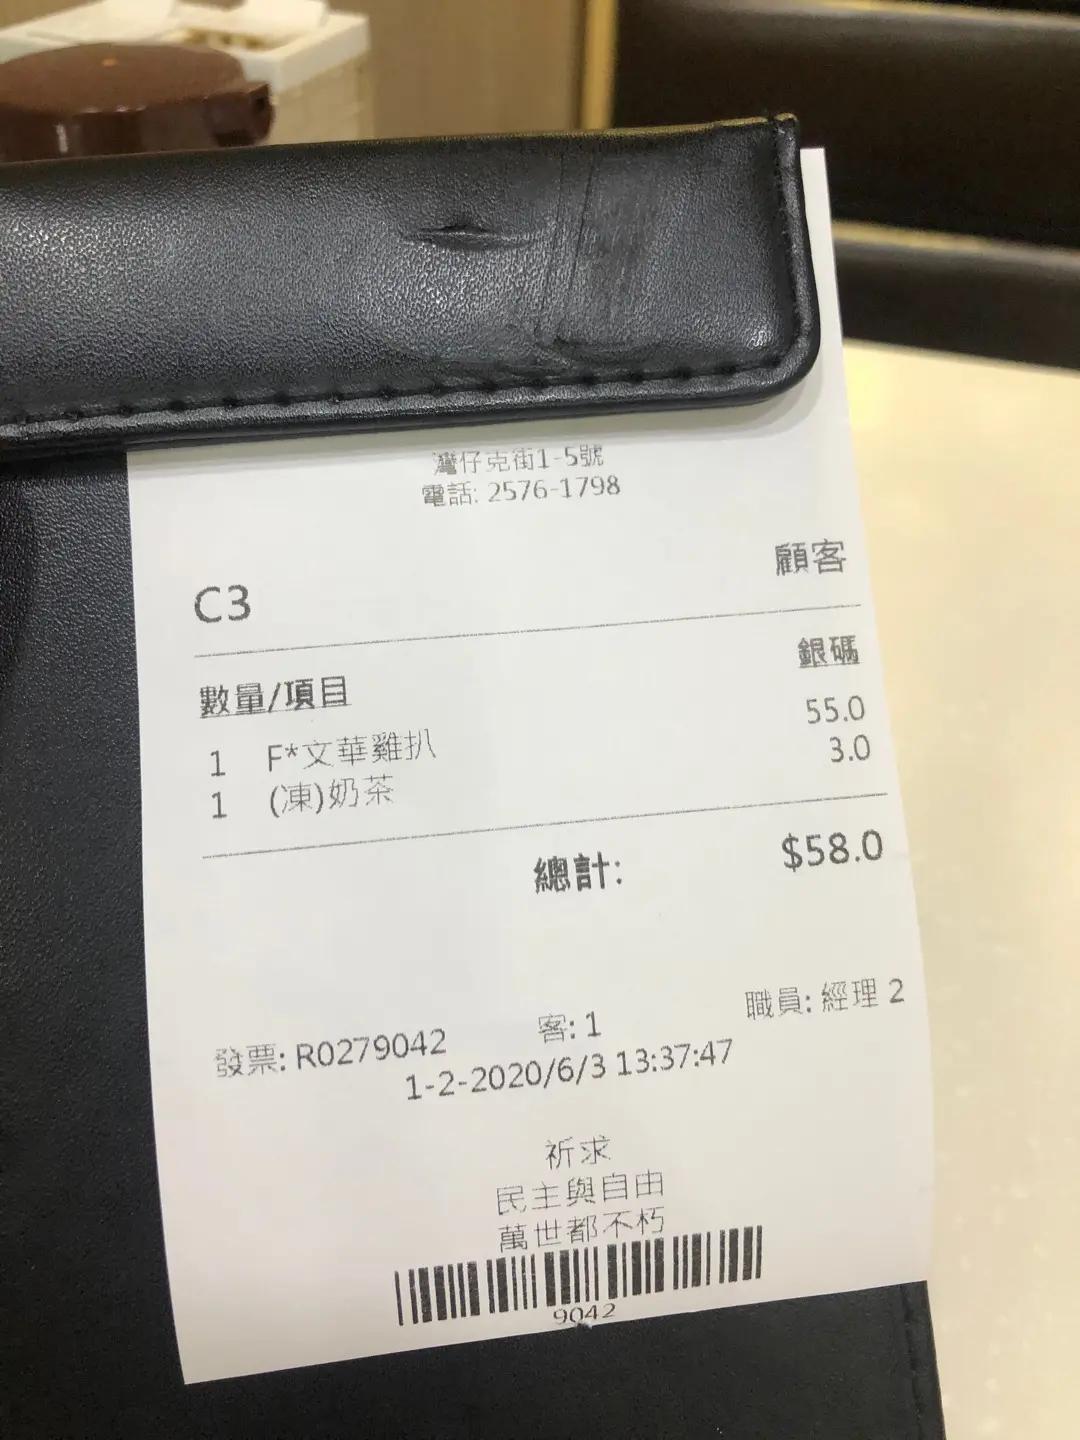 灣仔克街1-5號
電話: 2576-1798
顧客
C3
數量/項目 銀碼
1 F*文華雞扒 55.0
1 (凍)奶茶 3.0
總計: $58.0
職員: 經理 2
發票: R0279042 客: 1
1-2-2020/6/3 13:37:47
祈求
民主與自由
萬世都不朽
9042